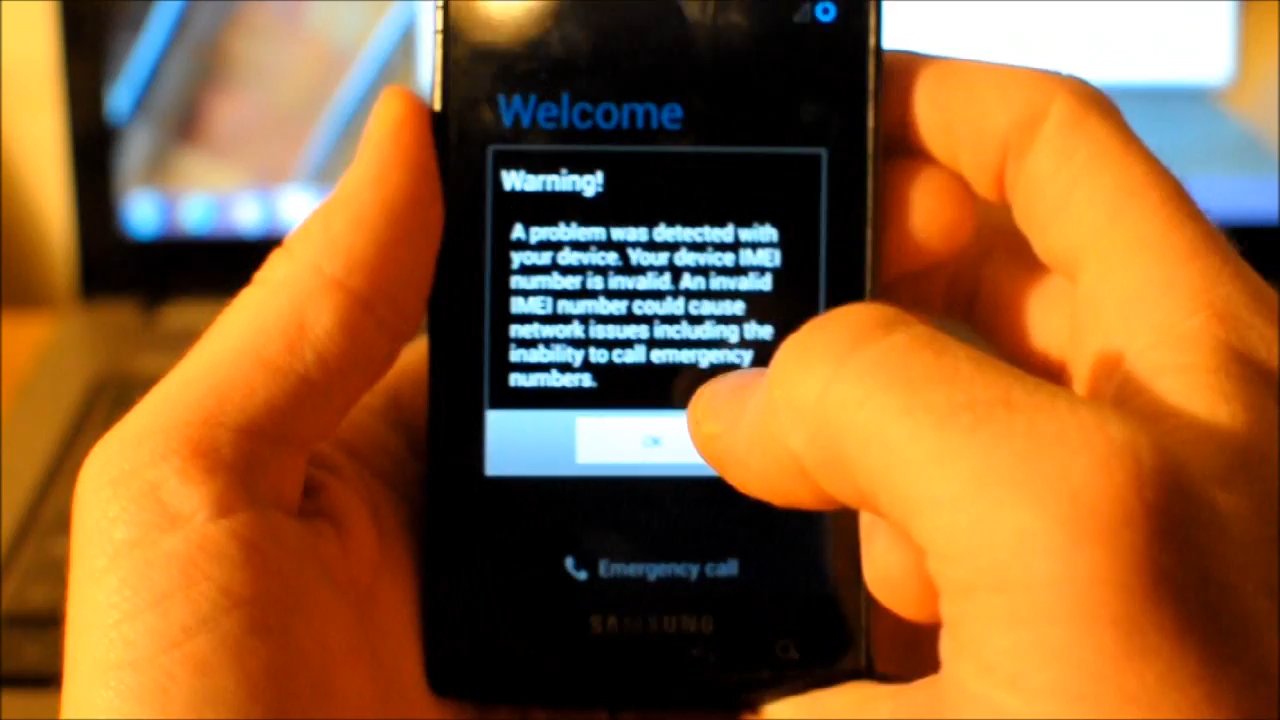 Welcome
Warning!
A problem was detected with
your device. Your device IMEI
number is invalid. An invalid
IMEI number could cause
network issues including the
inability to call emergency
numbers.
OK
Emergency call
SAMSUNG